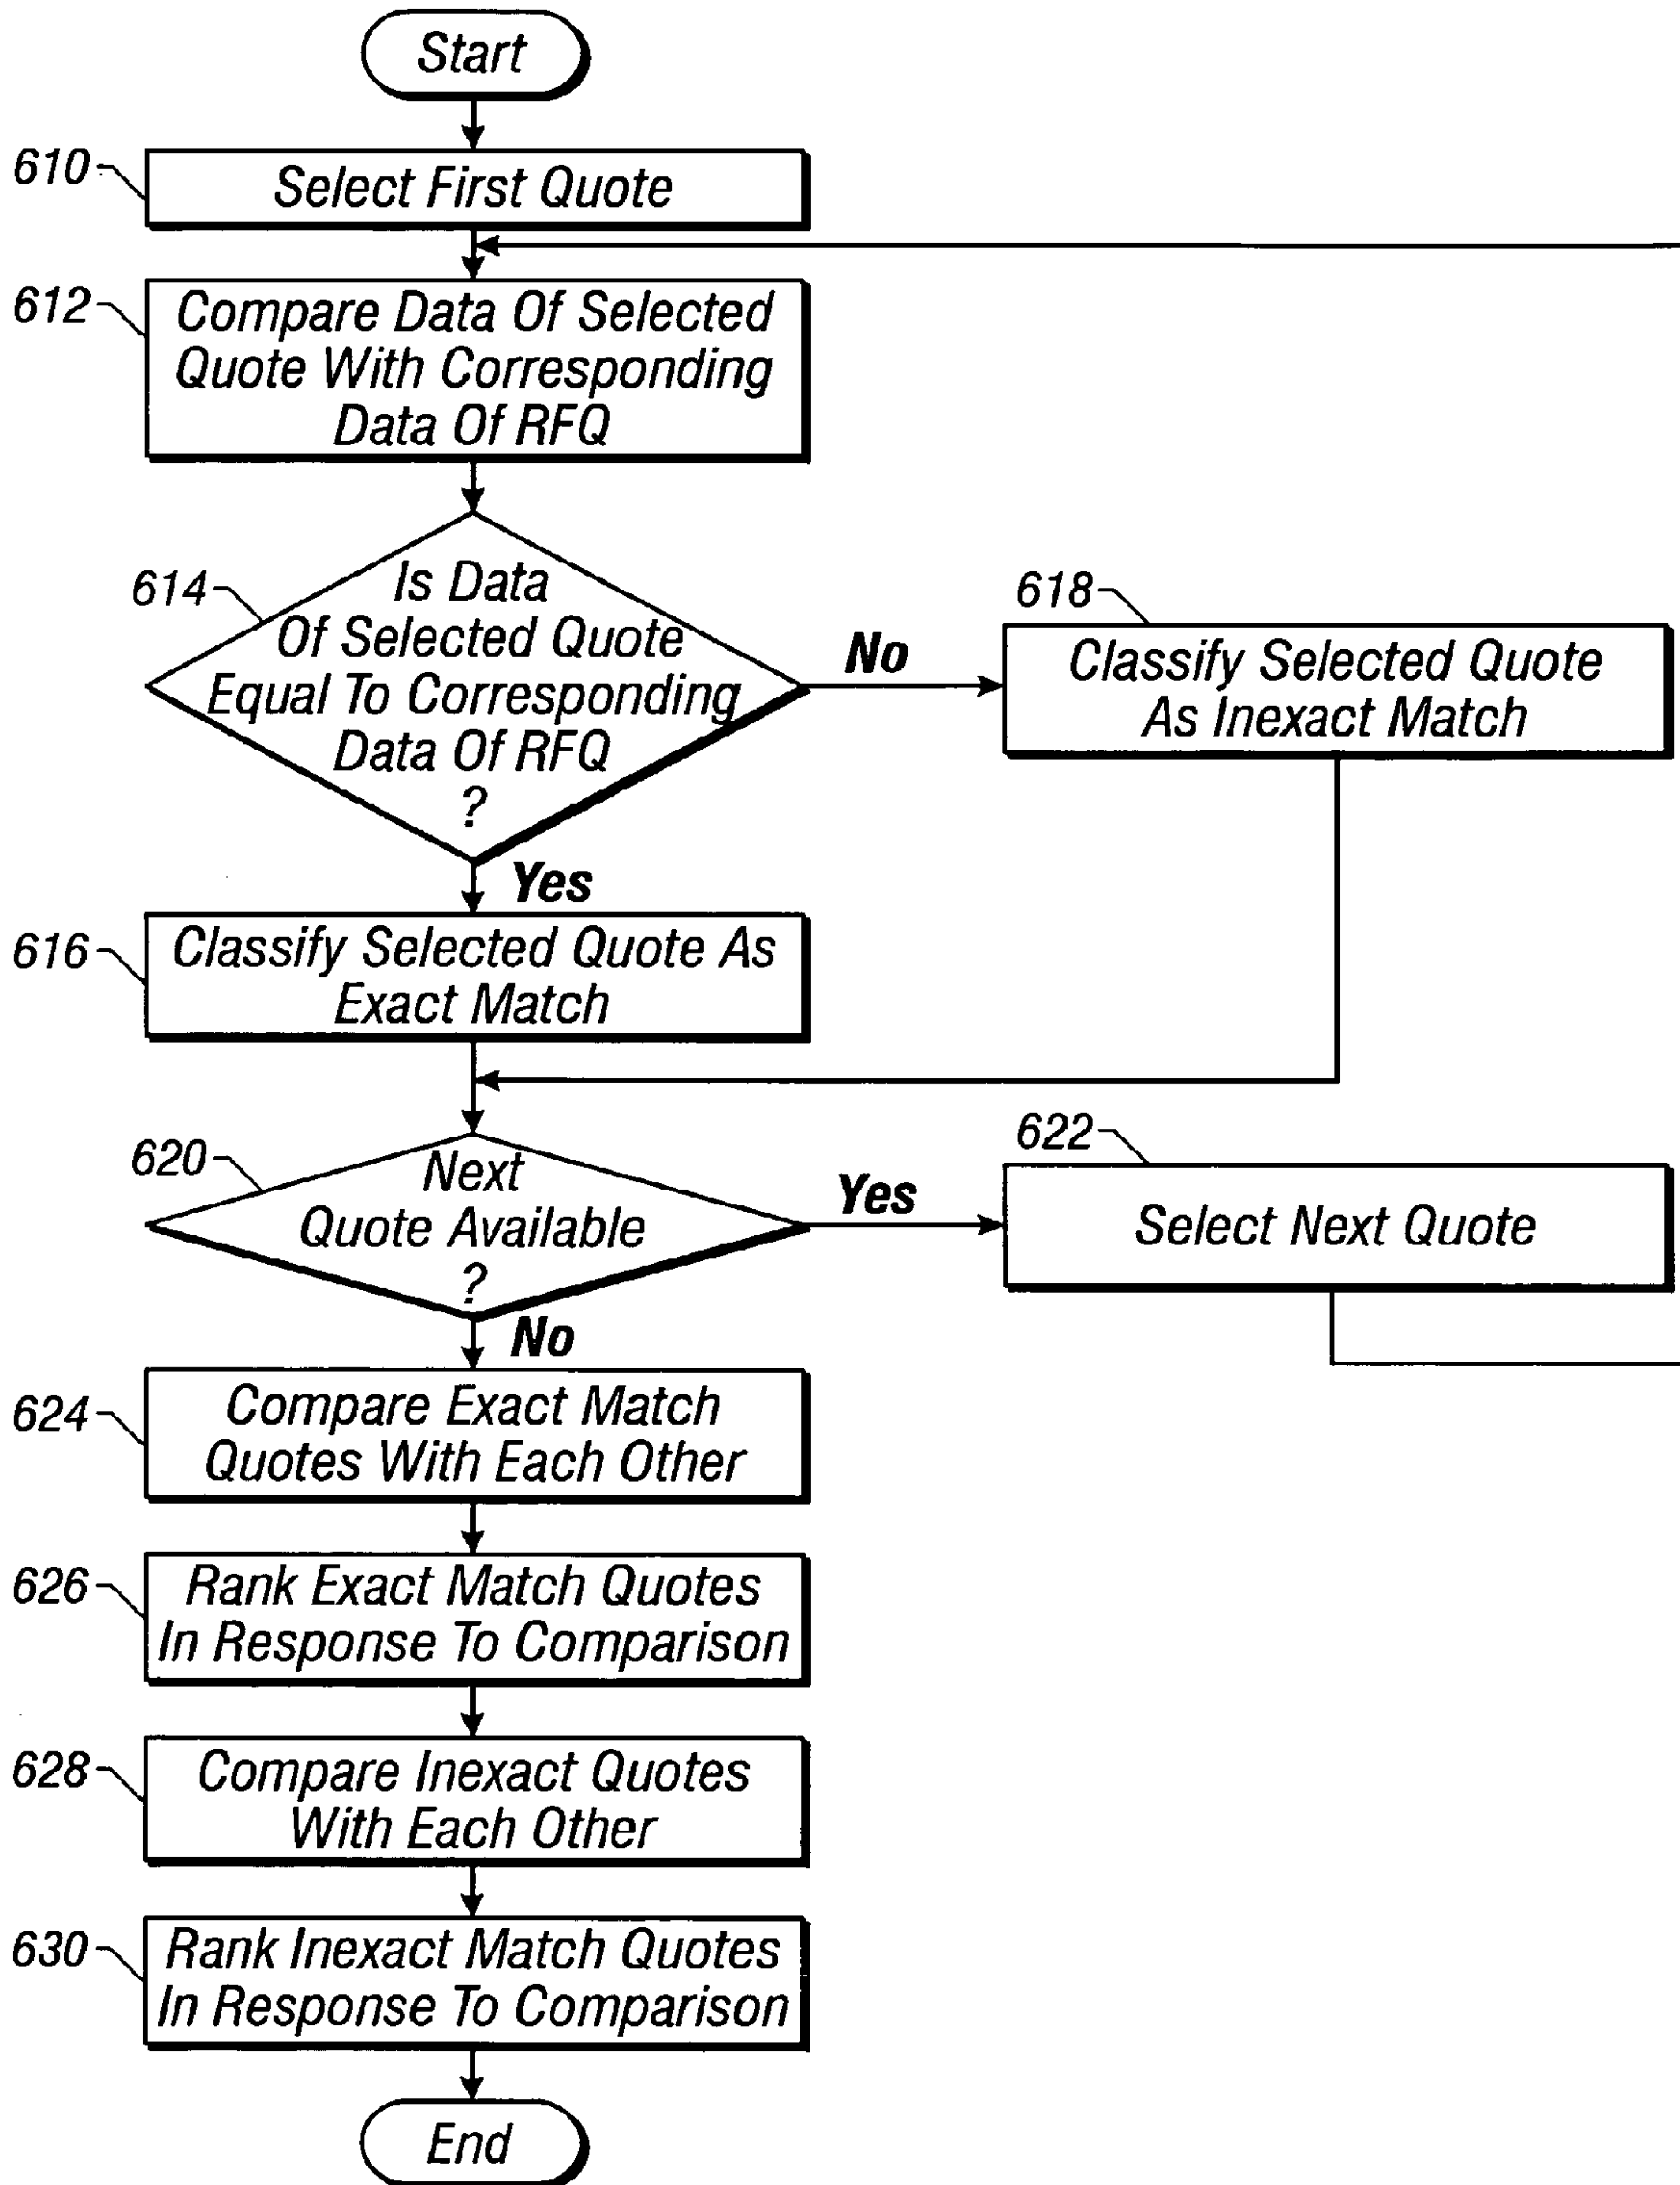 Start
610
Select First Quote
612
Compare Data Of Selected
Quote With Corresponding
Data Of RFQ
614
Is Data
Of Selected Quote
Equal To Corresponding
Data Of RFQ
?
No
618
Classify Selected Quote
As Inexact Match
Yes
616
Classify Selected Quote As
Exact Match
620
Next
Quote Available
?
Yes
622
Select Next Quote
No
624
Compare Exact Match
Quotes With Each Other
626
Rank Exact Match Quotes
In Response To Comparison
628
Compare Inexact Quotes
With Each Other
630
Rank Inexact Match Quotes
In Response To Comparison
End